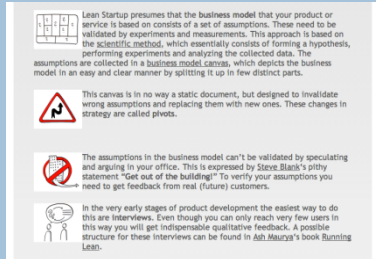 Lean Startup presumes that the business model that your product or
service is based on consists of a set of assumptions. These need to be
validated by experiments and measurements. This approach is based on
the scientific method, which essentially consists of forming a hypothesis,
performing experiments and analyzing the collected data. The
assumptions are collected in a business model canvas, which depicts the business
model in an easy and clear manner by splitting it up in few distinct parts.
This canvas is in no way a static document, but designed to invalidate
wrong assumptions and replacing them with new ones. These changes in
strategy are called pivots.
The assumptions in the business model can't be validated by speculating
and arguing in your office. This is expressed by Steve Blank's pithy
statement "Get out of the building!" To verify your assumptions you
need to get feedback from real (future) customers.
In the very early stages of product development the easiest way to do
this are interviews. Even though you can only reach very few users in
this way you will get indespensable qualitative feedback. A possible
structure for these interviews can be found in Ash Maurya's book Running
Lean.